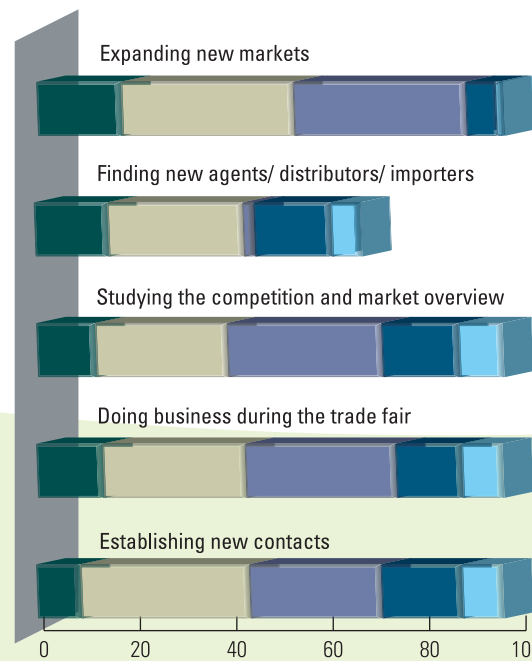 Expanding new markets
Finding new agents/ distributors/ importers
Studying the competition and market overview
Doing business during the trade fair
Establishing new contacts
0 20 40 60 80 10